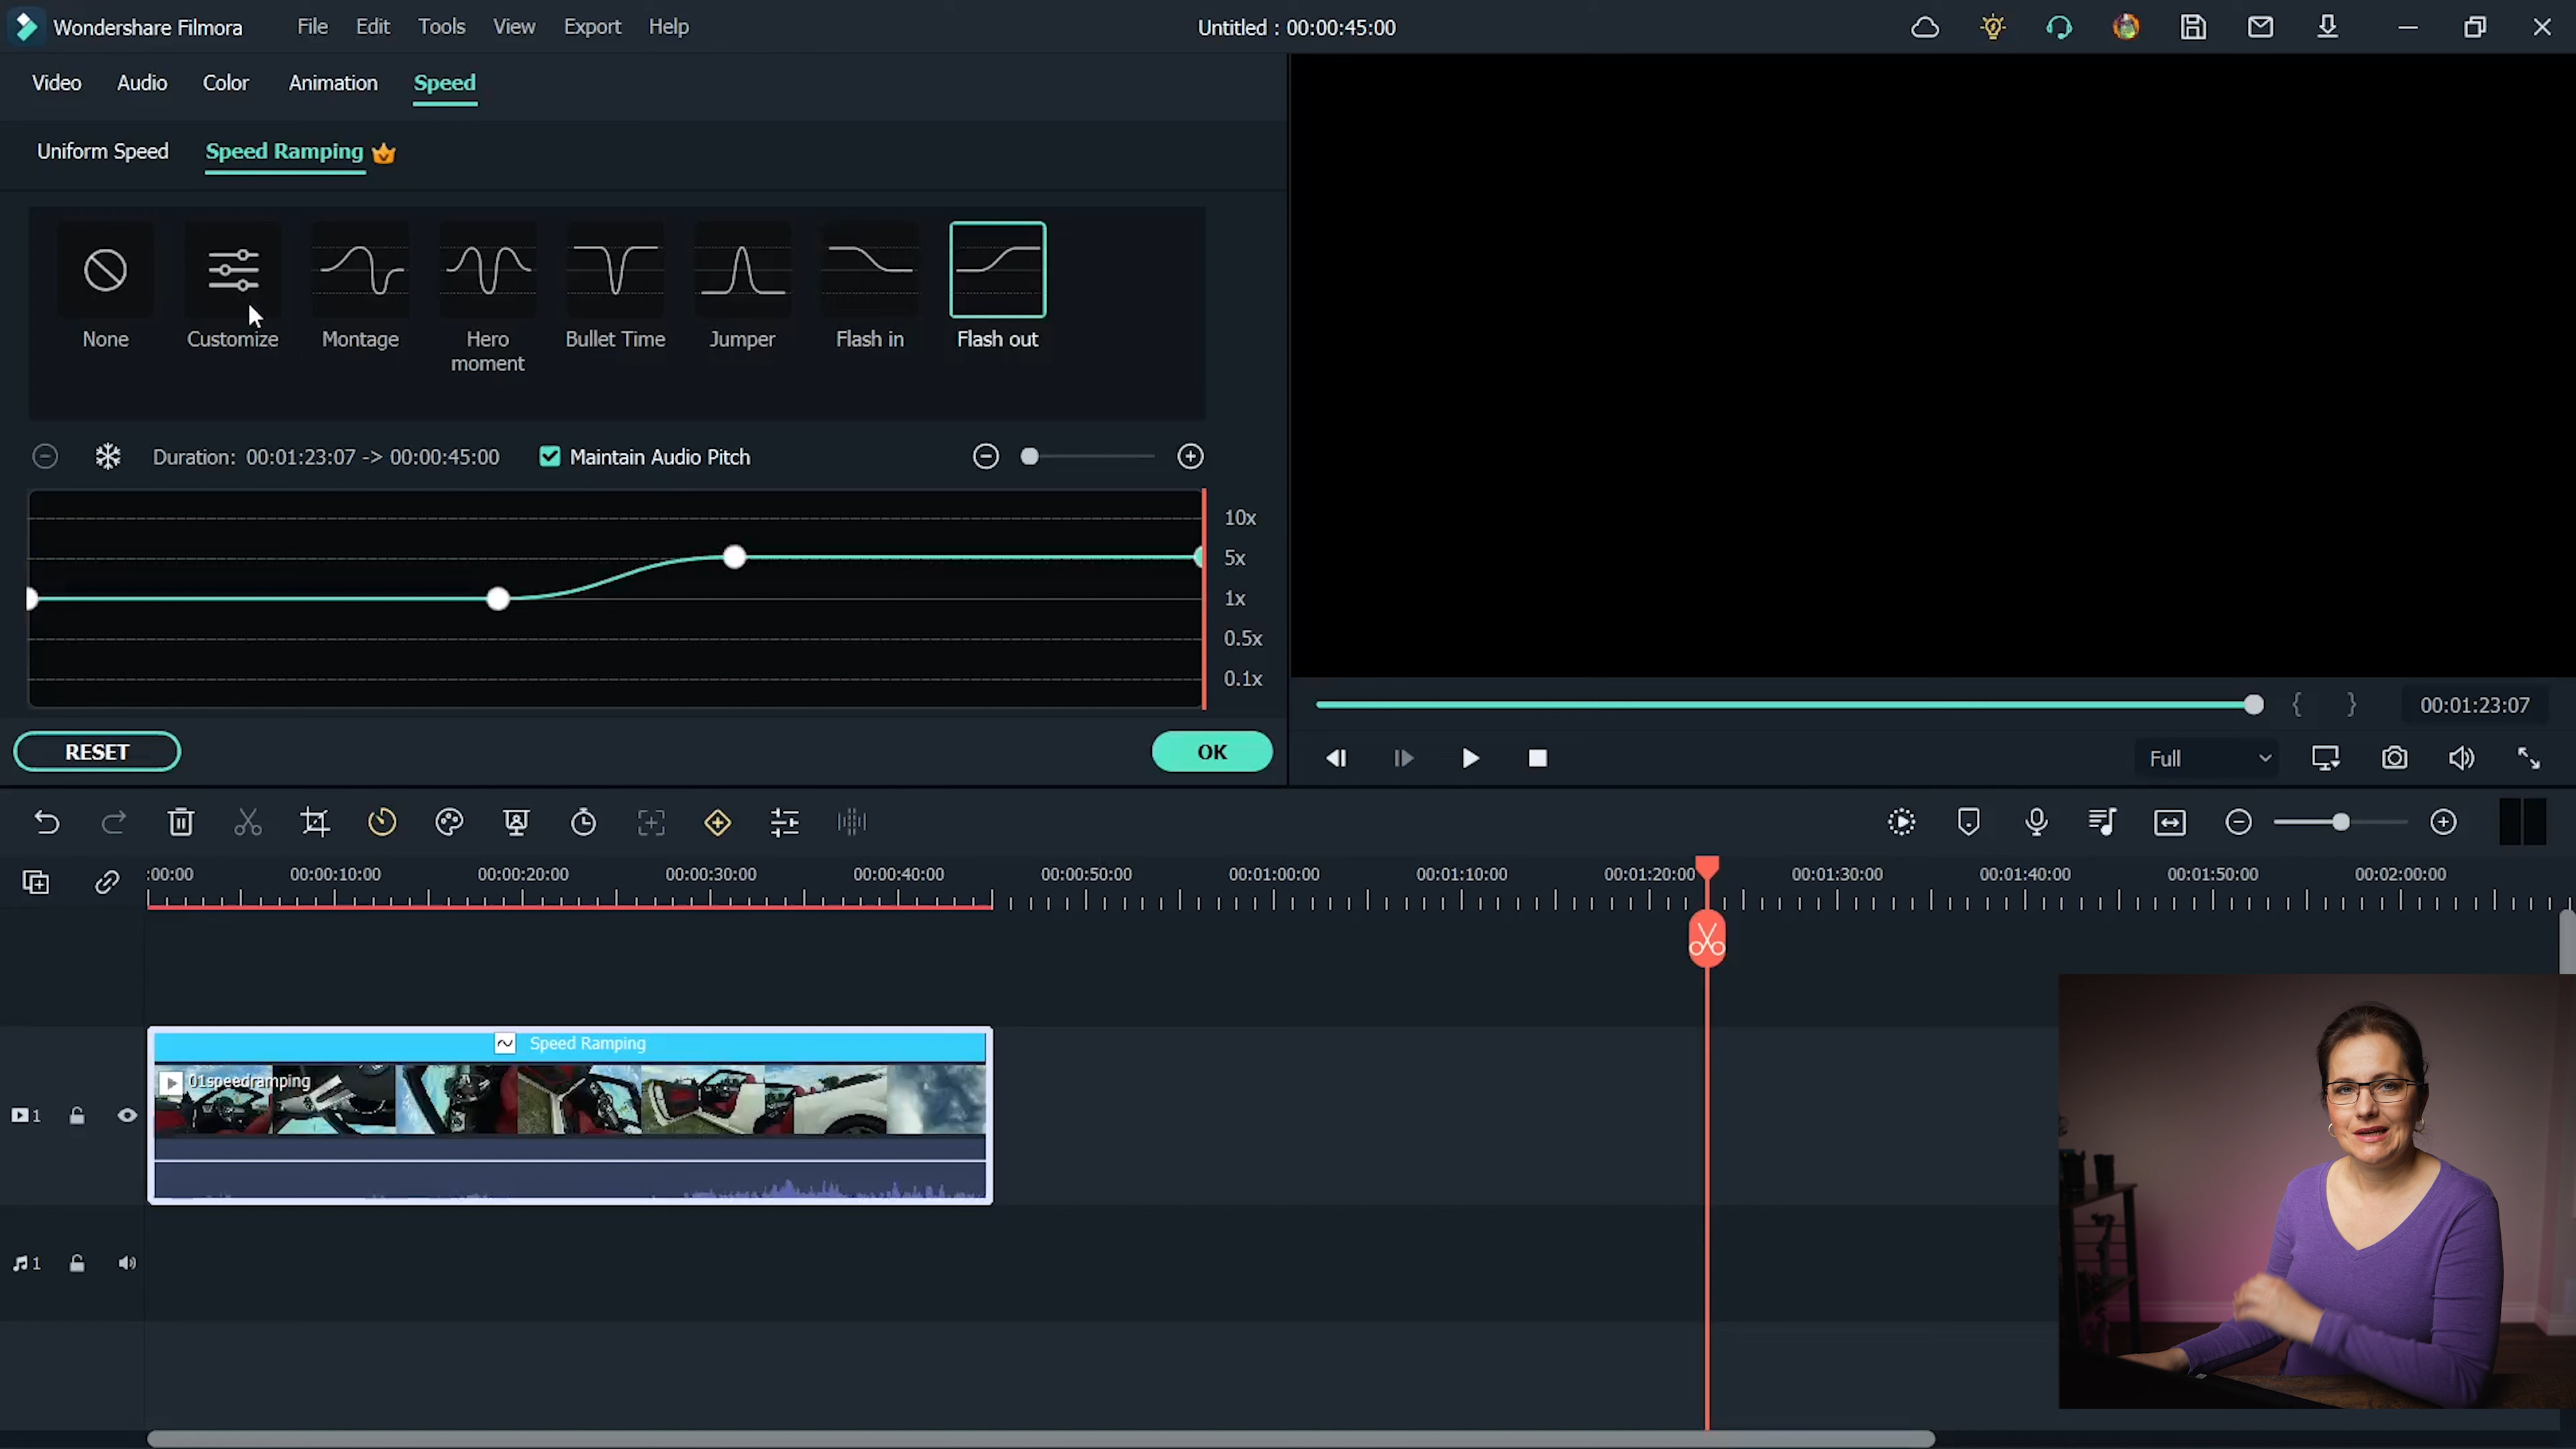 Wondershare Filmora File Edit Tools View Export Help Untitled : 00:00:45:00
Video Audio Color Animation Speed
Uniform Speed Speed Ramping
None Customize Montage Hero moment Bullet Time Jumper Flash in Flash out
Duration: 00:01:23:07 -> 00:00:45:00 Maintain Audio Pitch
10x
5x
1x
0.5x
0.1x
{ } 00:01:23:07
RESET OK
Full
:00:00 00:00:10:00 00:00:20:00 00:00:30:00 00:00:40:00 00:00:50:00 00:01:00:00 00:01:10:00 00:01:20:00 00:01:30:00 00:01:40:00 00:01:50:00 00:02:00:00
Speed Ramping
01speedramping
1
1